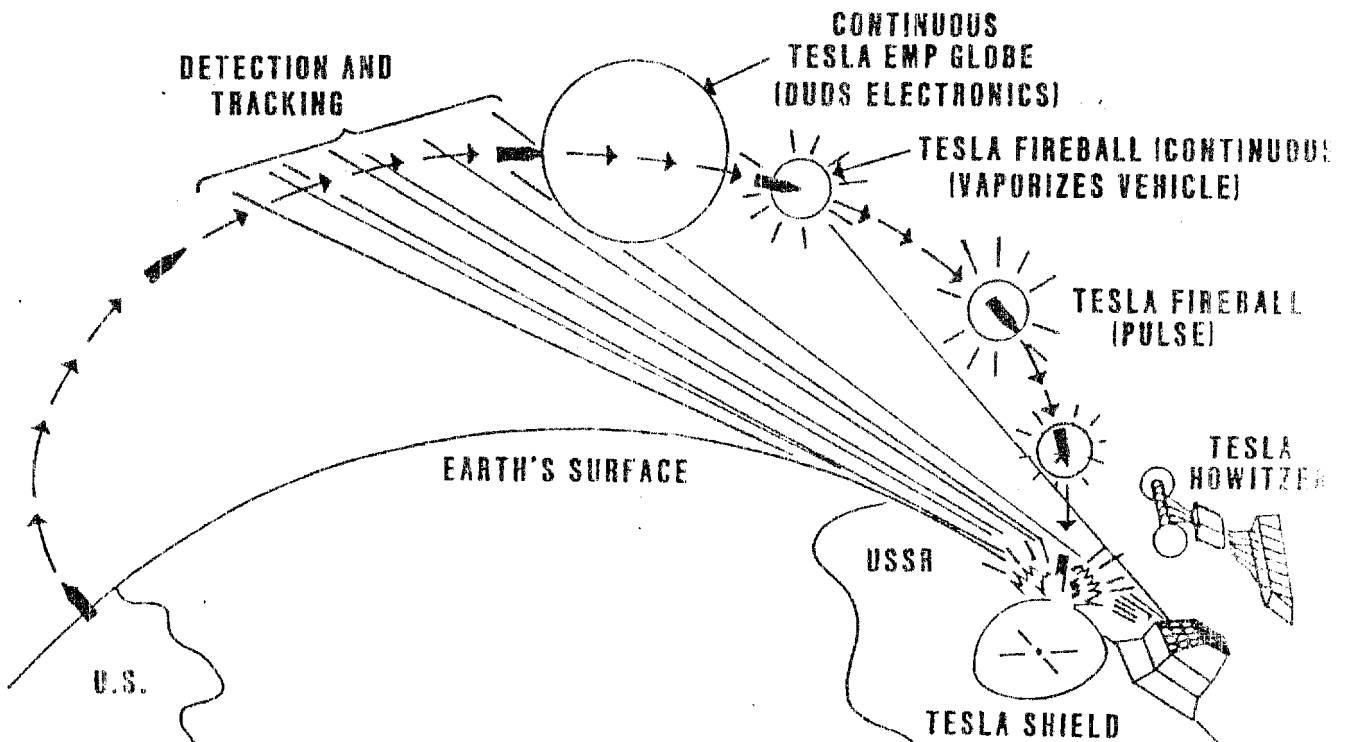 CONTINUOUS
TESLA EMP GLOBE
(DUDS ELECTRONICS)
DETECTION AND
TRACKING
TESLA FIREBALL (CONTINUOUS
(VAPORIZES VEHICLE)
TESLA FIREBALL
(PULSE)
TESLA
HOWITZER
EARTH'S SURFACE
USSR
U.S.
TESLA SHIELD